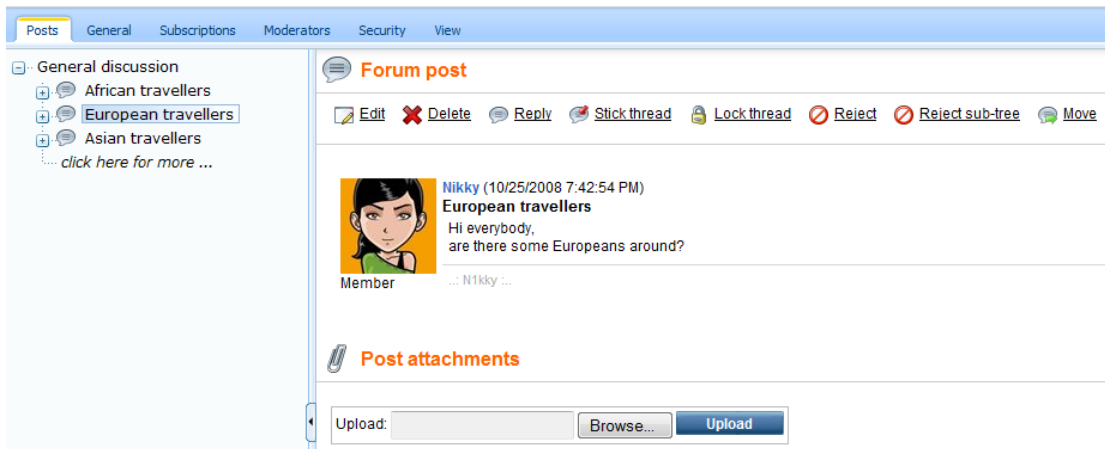 Posts General Subscriptions Moderators Security View
General discussion
African travellers
European travellers
Asian travellers
click here for more ...
Forum post
Edit Delete Reply Stick thread Lock thread Reject Reject sub-tree Move
Nikky (10/25/2008 7:42:54 PM)
European travellers
Hi everybody,
are there some Europeans around?
Member
..: N1kky :..
Post attachments
Upload: Browse... Upload